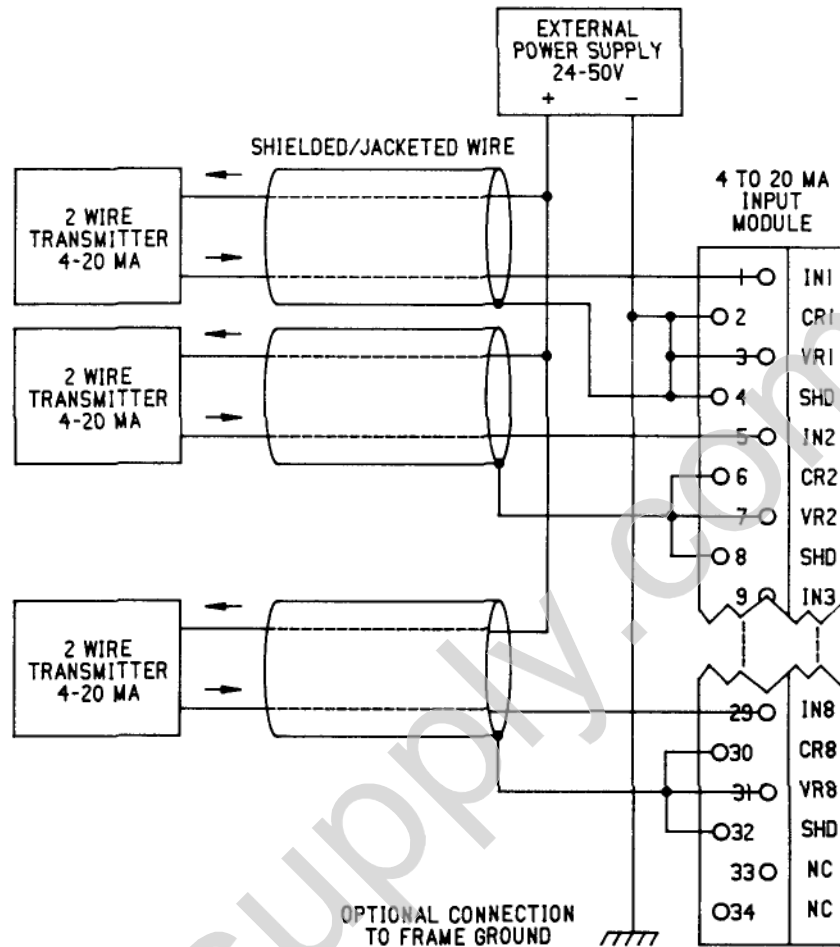 EXTERNAL
POWER SUPPLY
24-50V
+ -
SHIELDED/JACKETED WIRE
4 TO 20 MA
INPUT
MODULE
2 WIRE
TRANSMITTER
4-20 MA
2 WIRE
TRANSMITTER
4-20 MA
2 WIRE
TRANSMITTER
4-20 MA
1 IN1
2 CR1
3 VR1
4 SHD
5 IN2
6 CR2
7 VR2
8 SHD
9 IN3
29 IN8
30 CR8
31 VR8
32 SHD
33 NC
34 NC
OPTIONAL CONNECTION
TO FRAME GROUND
supply.com